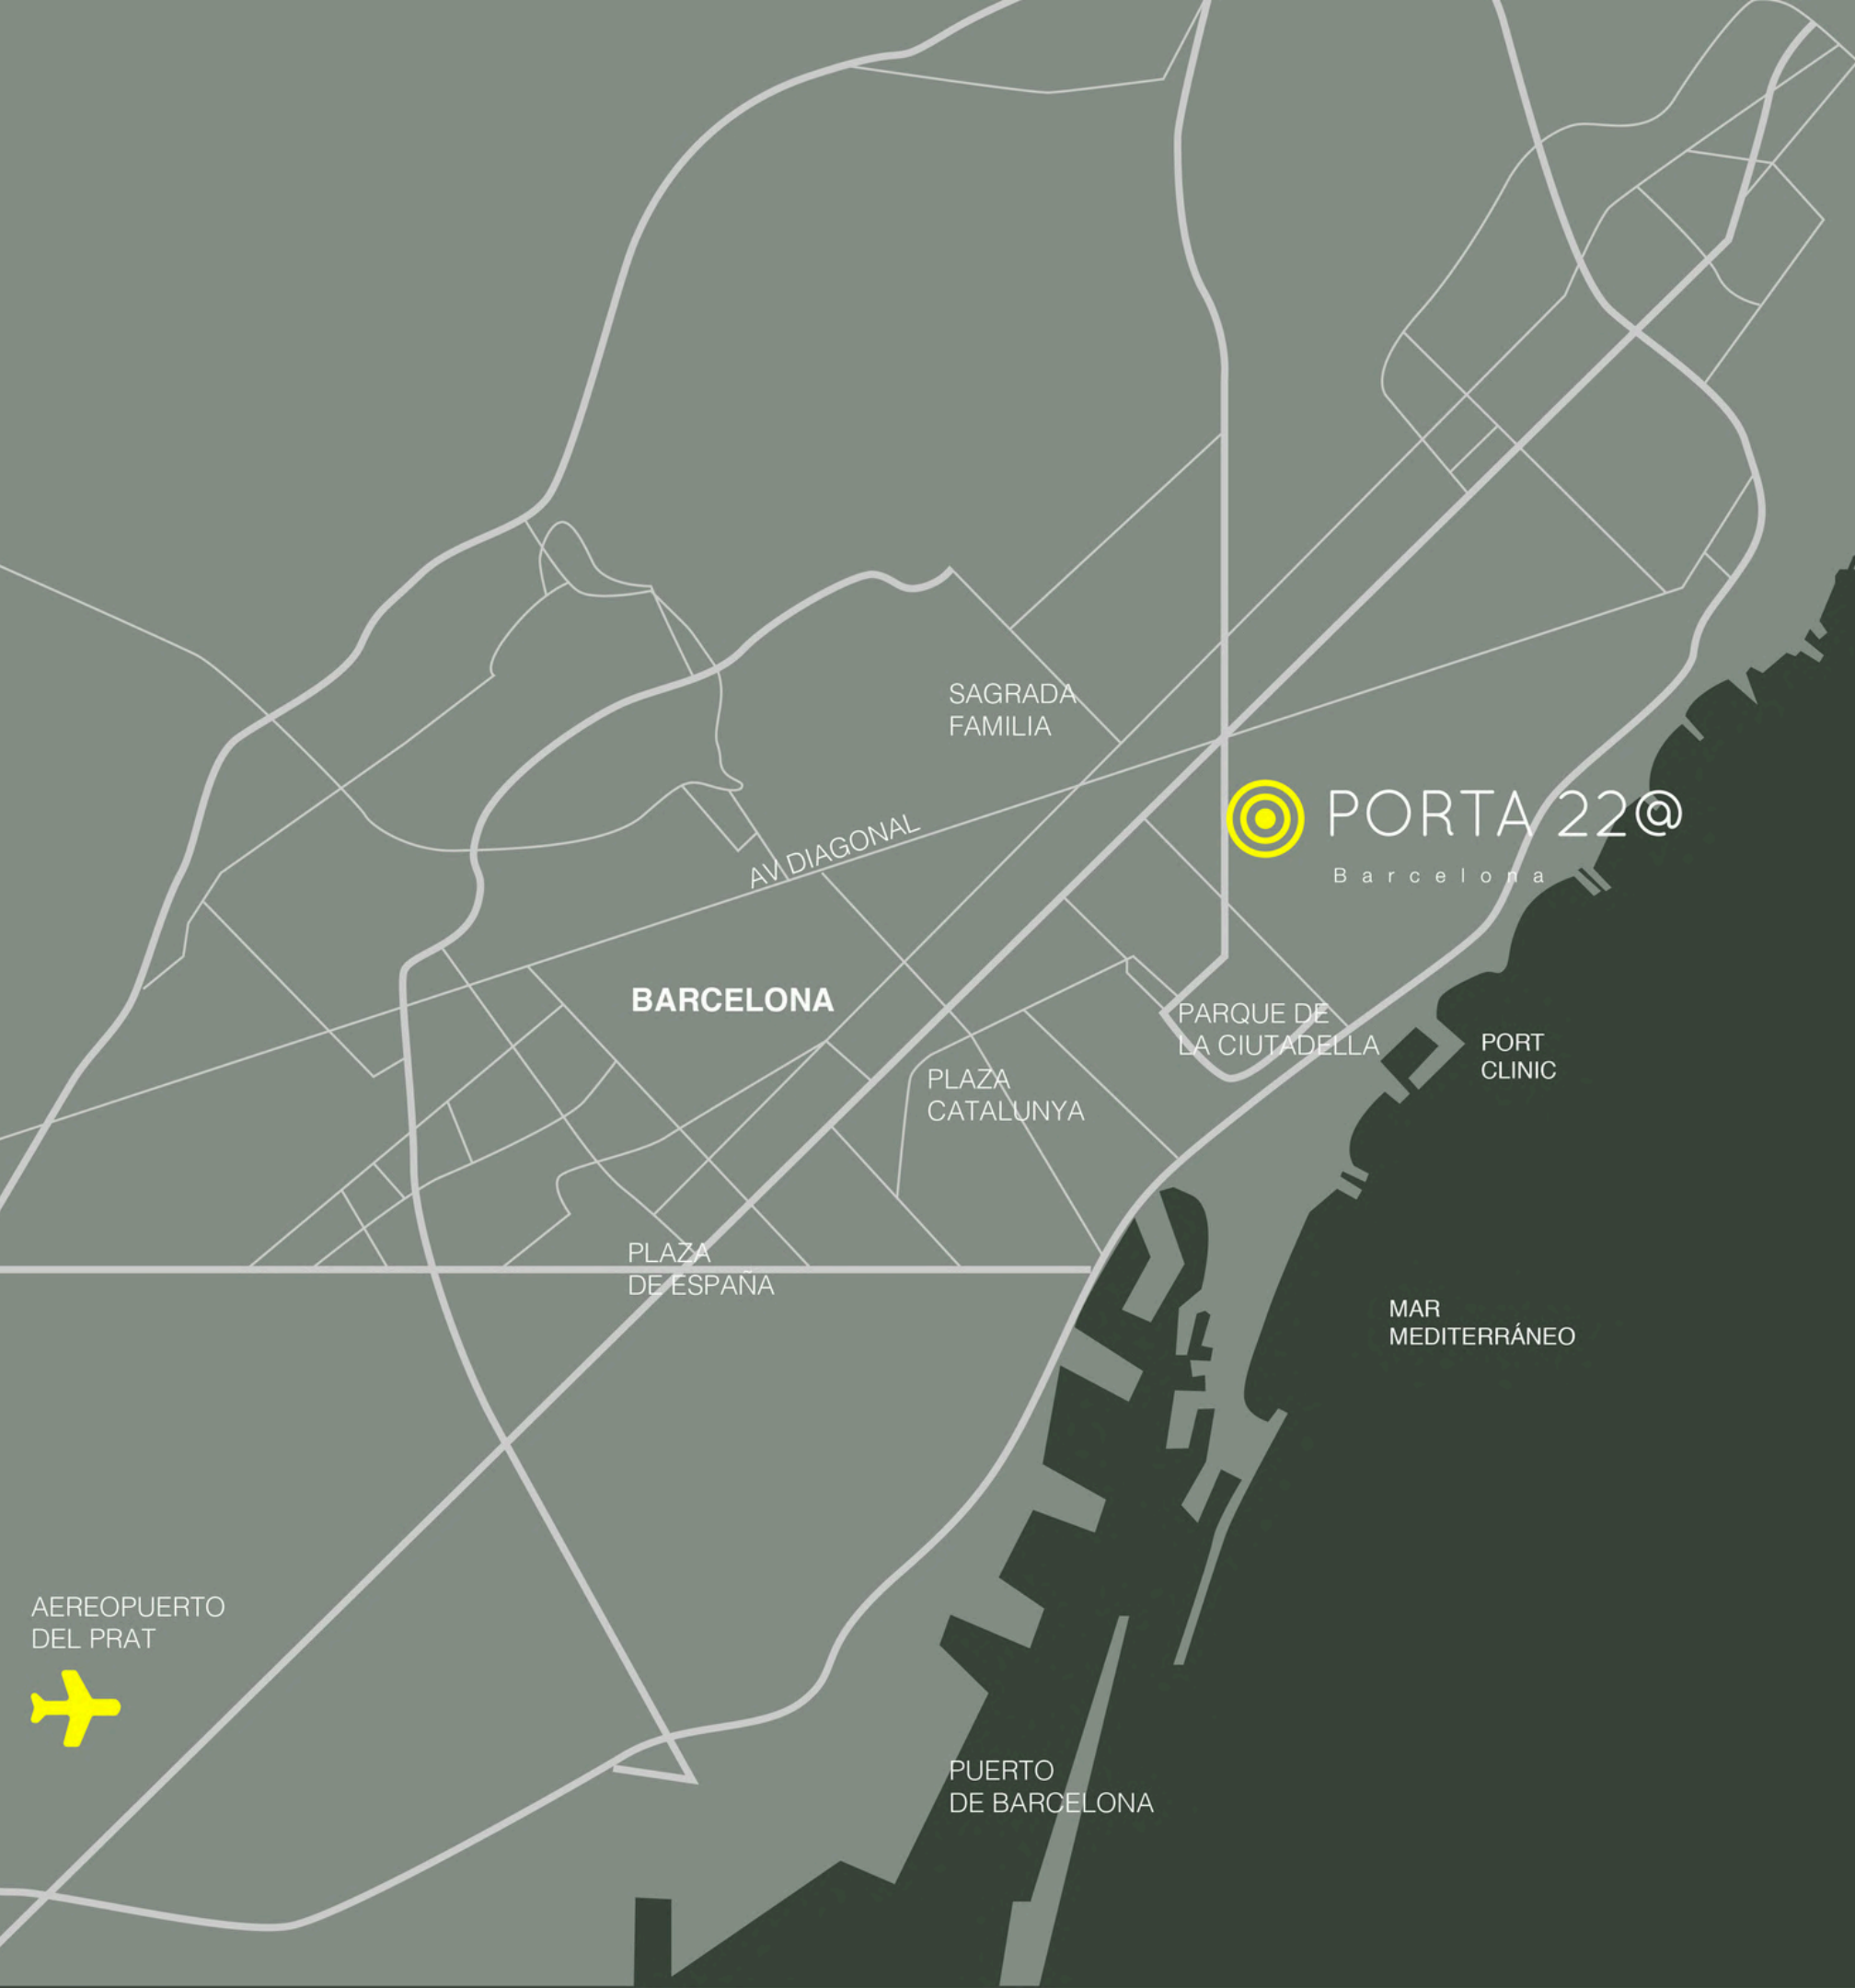 SAGRADA
FAMILIA
PORTA 22@
Barcelona
AV DIAGONAL
BARCELONA
PARQUE DE
LA CIUTADELLA
PORT
CLINIC
PLAZA
CATALUNYA
PLAZA
DE ESPAÑA
MAR
MEDITERRÁNEO
AEREOPUERTO
DEL PRAT
PUERTO
DE BARCELONA